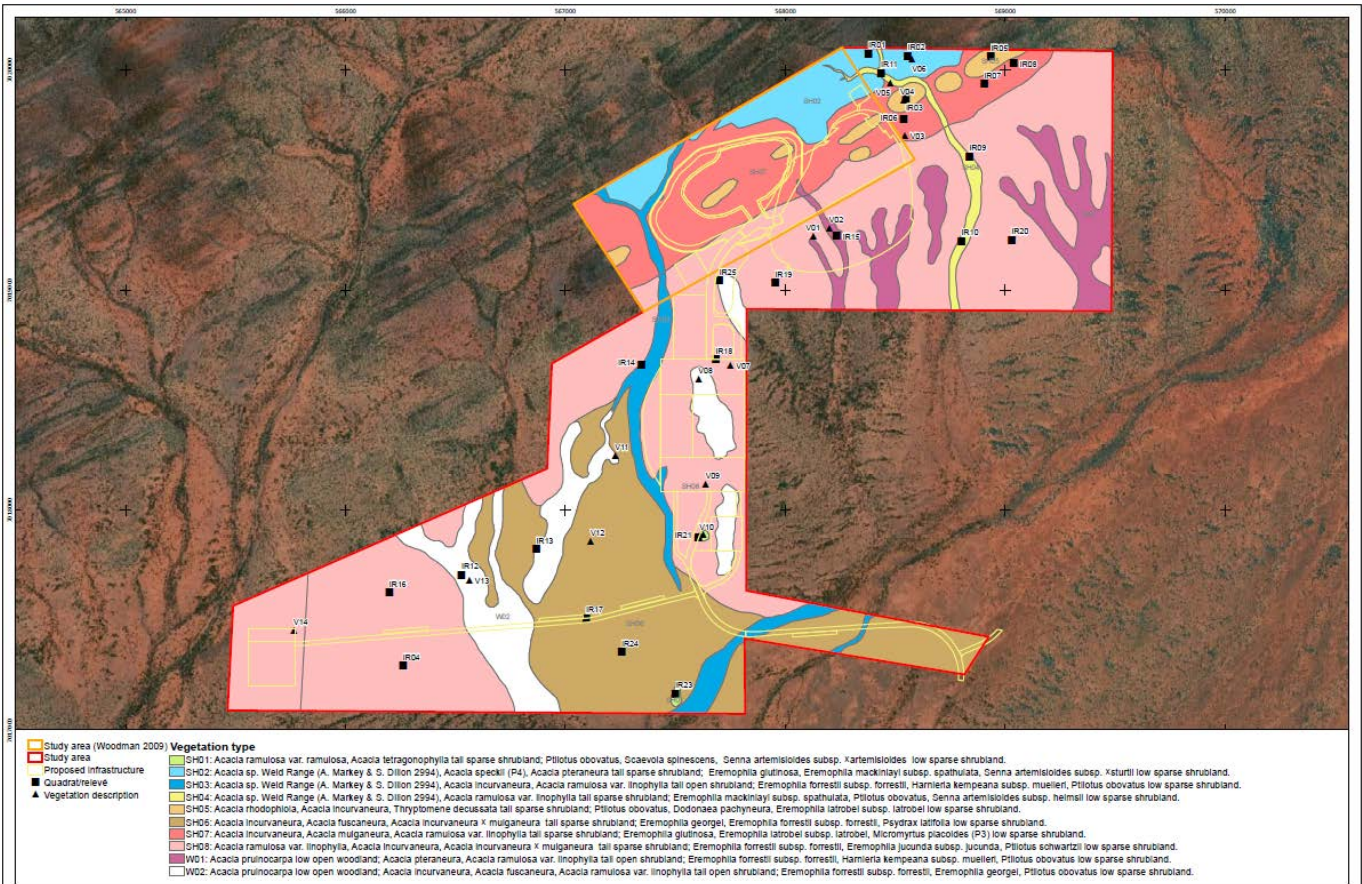 565000 566000 567000 568000 569000 570000
7020000
7019000
7018000
IR01
IR02
IR05
V06
IR08
IR11
IR07
V05
V04
IR03
IR06
V03
IR09
V02
V01
IR15
IR10
IR20
IR25
IR19
IR18
IR14
V07
V08
V11
V09
SH08
V10
IR21
V12
IR13
IR12
V13
IR16
IR17
V14
W02
IR24
IR04
IR23
Study area (Woodman 2009)
Study area
Proposed Infrastructure
Quadrat/relevé
Vegetation description
Vegetation type
SH01: Acacia ramulosa var. ramulosa, Acacia tetragonophylla tall sparse shrubland; Ptilotus obovatus, Scaevola spinescens, Senna artemisioides subsp. xartemisioides low sparse shrubland.
SH02: Acacia sp. Weld Range (A. Markey & S. Dillon 2994), Acacia speckii (P4), Acacia pteraneura tall sparse shrubland; Eremophila glutinosa, Eremophila mackinlayi subsp. spathulata, Senna artemisioides subsp. xsturtii low sparse shrubland.
SH03: Acacia sp. Weld Range (A. Markey & S. Dillon 2994), Acacia incurvaneura, Acacia ramulosa var. linophylla tall open shrubland; Eremophila forrestii subsp. forrestii, Harnieria kempeana subsp. muelleri, Ptilotus obovatus low sparse shrubland.
SH04: Acacia sp. Weld Range (A. Markey & S. Dillon 2994), Acacia ramulosa var. linophylla tall sparse shrubland; Eremophila mackinlayi subsp. spathulata, Ptilotus obovatus, Senna artemisioides subsp. helmsii low sparse shrubland.
SH05: Acacia rhodophloia, Acacia incurvaneura, Thryptomene decussata tall sparse shrubland; Ptilotus obovatus, Dodonaea pachyneura, Eremophila latrobei subsp. latrobei low sparse shrubland.
SH06: Acacia incurvaneura, Acacia fuscaneura, Acacia incurvaneura x mulganeura tall sparse shrubland; Eremophila georgei, Eremophila forrestii subsp. forrestii, Psydrax latifolia low sparse shrubland.
SH07: Acacia incurvaneura, Acacia mulganeura, Acacia ramulosa var. linophylla tall sparse shrubland; Eremophila glutinosa, Eremophila latrobei subsp. latrobei, Micromyrtus placoides (P3) low sparse shrubland.
SH08: Acacia ramulosa var. linophylla, Acacia incurvaneura, Acacia incurvaneura x mulganeura tall sparse shrubland; Eremophila forrestii subsp. forrestii, Eremophila jucunda subsp. jucunda, Ptilotus schwartzii low sparse shrubland.
W01: Acacia pruinocarpa low open woodland; Acacia pteraneura, Acacia ramulosa var. linophylla tall open shrubland; Eremophila forrestii subsp. forrestii, Harnieria kempeana subsp. muelleri, Ptilotus obovatus low sparse shrubland.
W02: Acacia pruinocarpa low open woodland; Acacia incurvaneura, Acacia fuscaneura, Acacia ramulosa var. linophylla tall open shrubland; Eremophila forrestii subsp. forrestii, Eremophila georgei, Ptilotus obovatus low sparse shrubland.